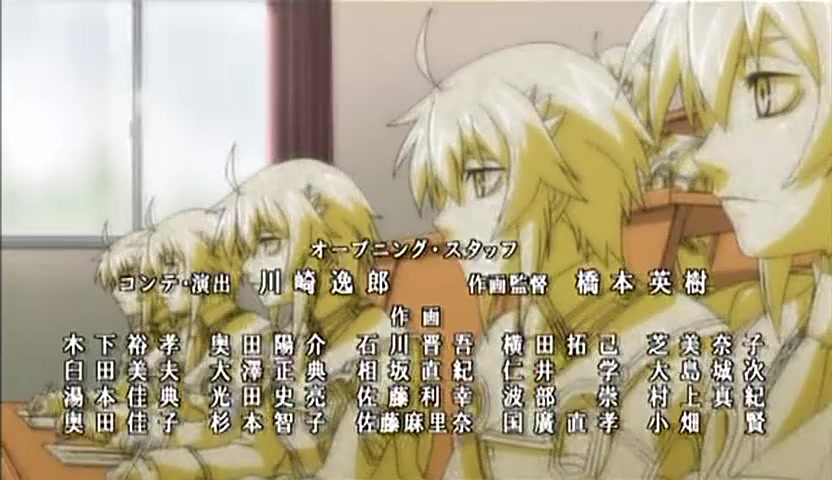 オープニング・スタッフ
コンテ・演出 川崎逸郎 作画監督 橋本英樹
作画
木下裕孝 奥田陽介 石川晋吾 横田拓己 芝美奈子
臼田美夫 大澤正典 相坂直紀 仁井学 大島城次
湯本佳典 光田史亮 佐藤利幸 波部崇 村上真紀
奥田佳子 杉本智子 佐藤麻里奈 国廣直孝 小畑賢